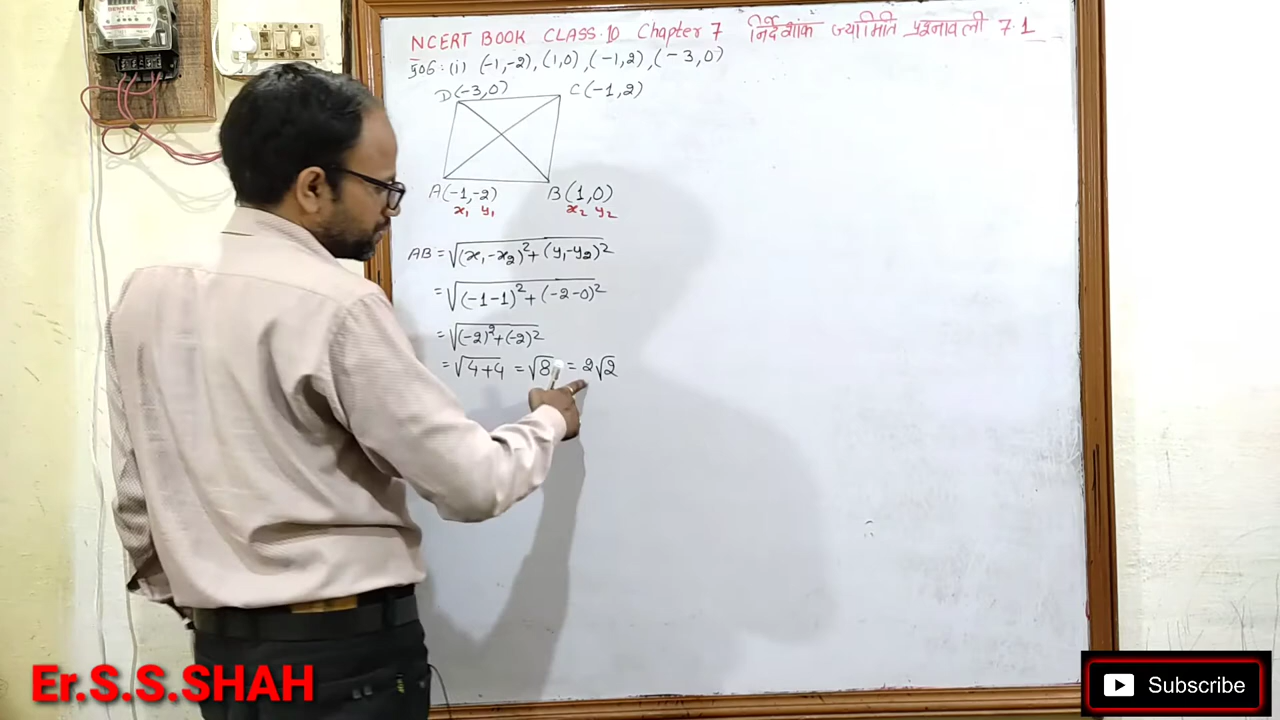 NCERT BOOK CLASS-10 Chapter 7 निर्देशांक ज्यामिति प्रश्नावली 7.1
(i) (-1,-2), (1,0), (-1,2), (-3,0)
D(-3,0) C(-1,2)
A(-1,-2) B(1,0)
x₁ y₁ x₂ y₂
AB = √(x₁-x₂)²+(y₁-y₂)²
= √(-1-1)²+(-2-0)²
= √(-2)²+(-2)²
= √4+4 = √8 = 2√2
Er.S.S.SHAH
Subscribe